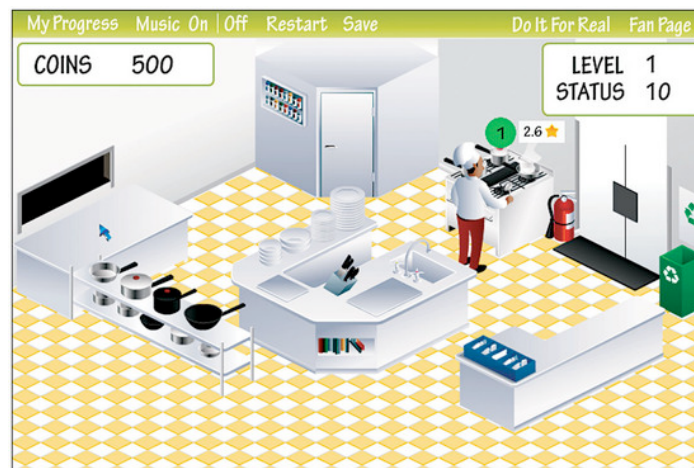 My Progress Music On | Off Restart Save Do It For Real Fan Page
COINS 500
LEVEL 1
STATUS 10
1 2.6